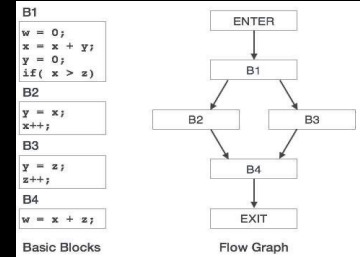 B1
w = 0;
x = x + y;
y = 0;
if( x > z)
B2
y = x;
x++;
B3
y = z;
z++;
B4
w = x + z;
Basic Blocks
ENTER
B1
B2 B3
B4
EXIT
Flow Graph